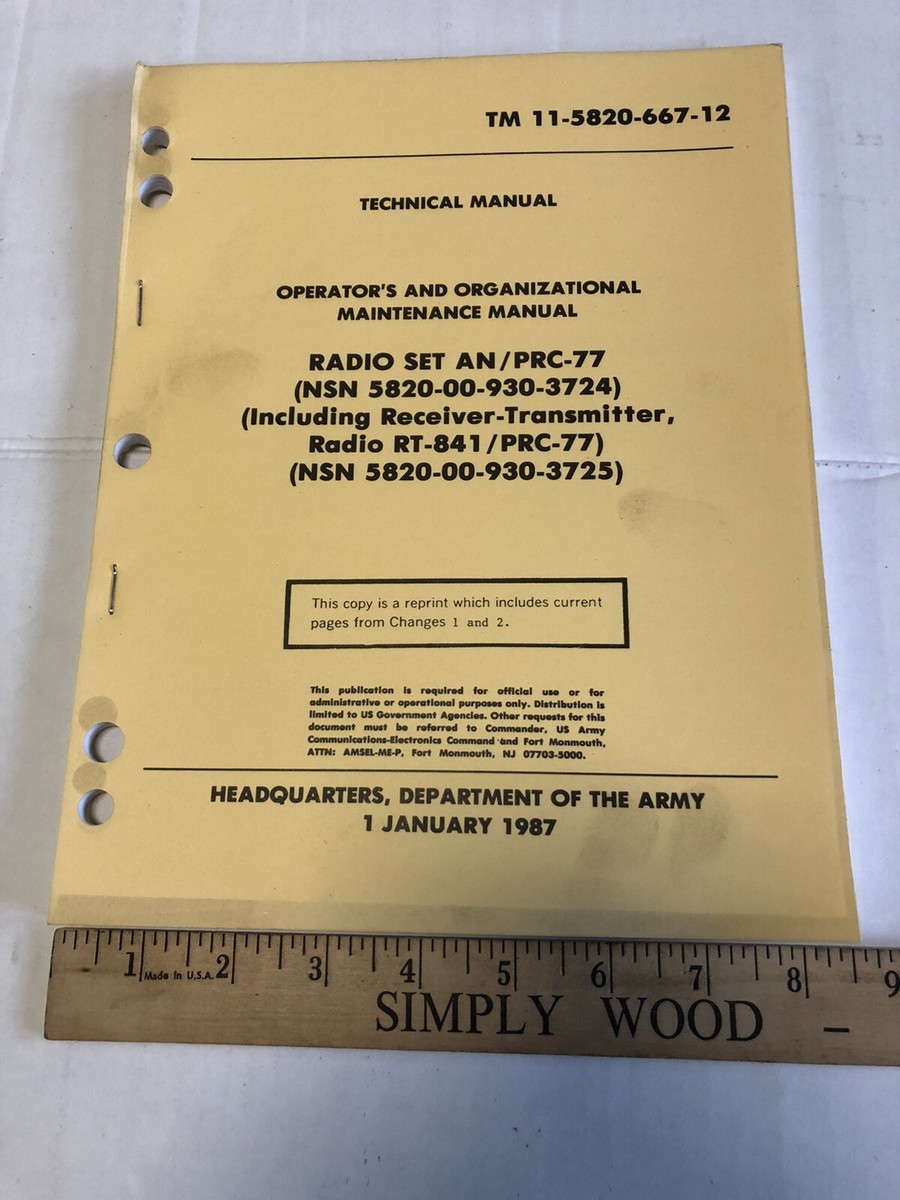 TM 11-5820-667-12
TECHNICAL MANUAL
OPERATOR'S AND ORGANIZATIONAL
MAINTENANCE MANUAL
RADIO SET AN/PRC-77
(NSN 5820-00-930-3724)
(Including Receiver-Transmitter,
Radio RT-841/PRC-77)
(NSN 5820-00-930-3725)
This copy is a reprint which includes current
pages from Changes 1 and 2.
This publication is required for official use or for
administrative or operational purposes only. Distribution is
limited to US Government Agencies. Other requests for this
document must be referred to Commander, US Army
Communications-Electronics Command and Fort Monmouth,
ATTN: AMSEL-ME-P, Fort Monmouth, NJ 07703-5000.
HEADQUARTERS, DEPARTMENT OF THE ARMY
1 JANUARY 1987
1 2 3 4 5 6 7 8 9
Made in U.S.A.
SIMPLY WOOD –